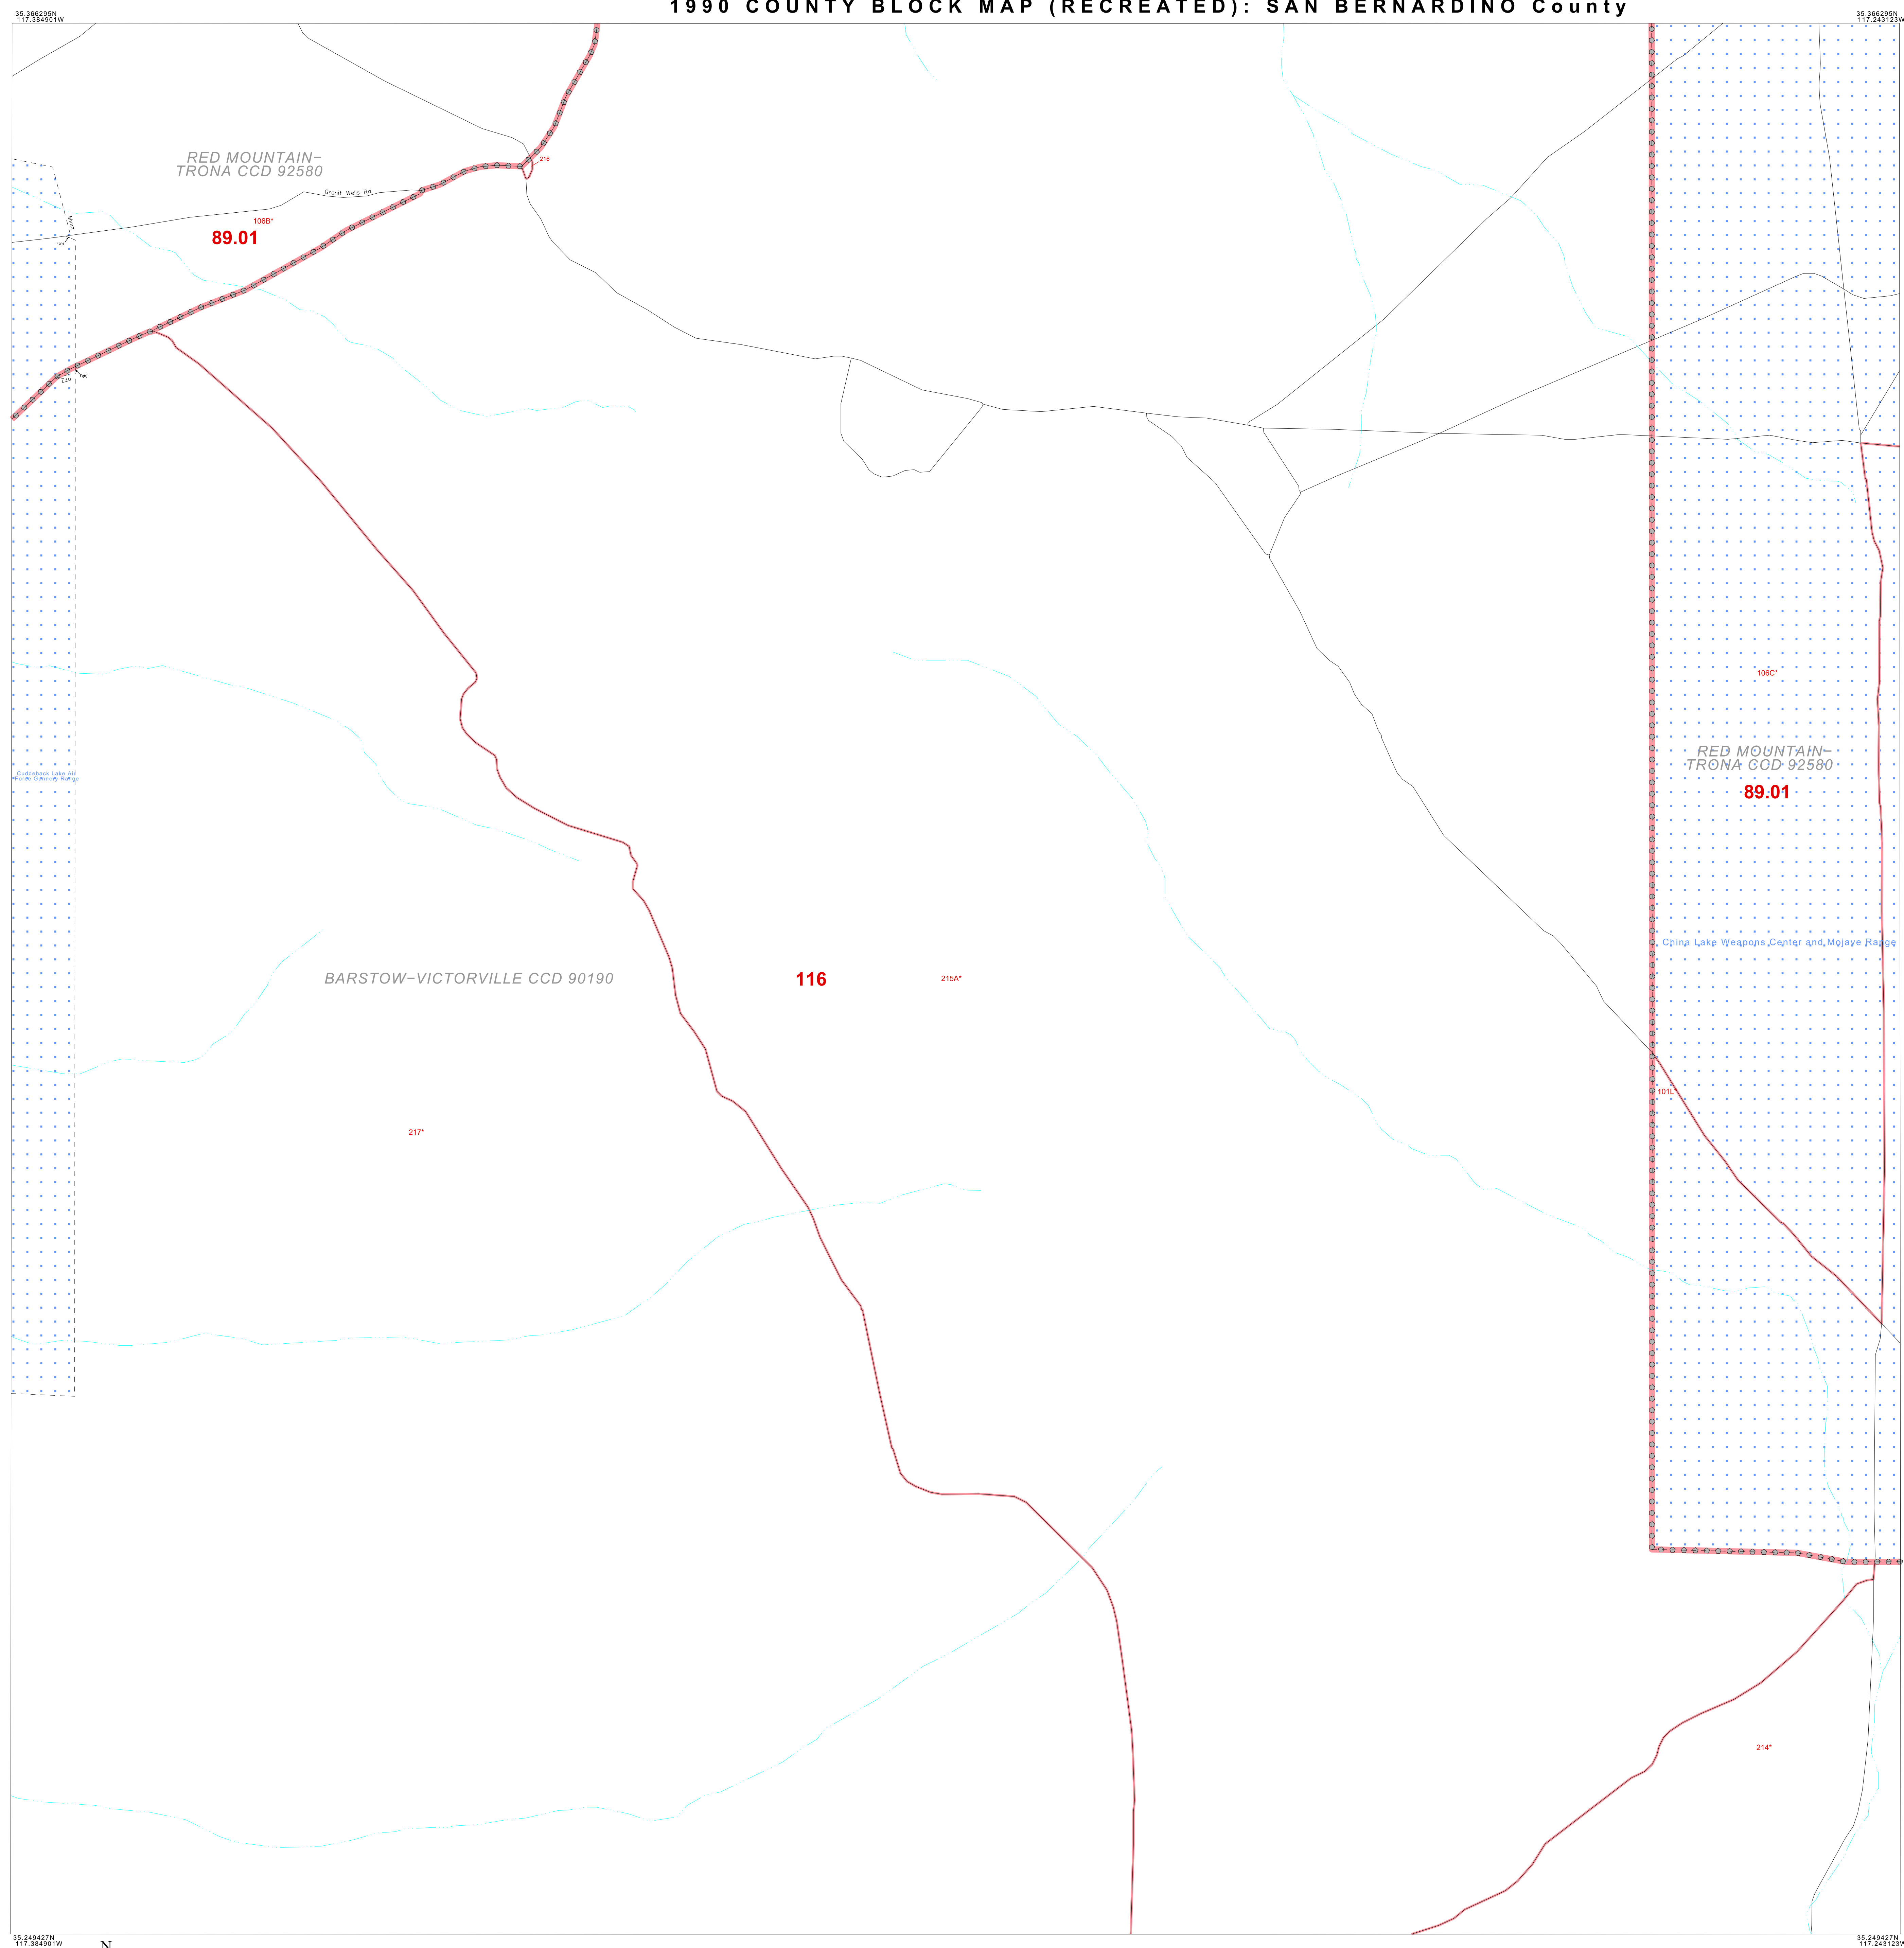 1990 COUNTY BLOCK MAP (RECREATED): SAN BERNARDINO County
35.366295N
117.384901W
35.366295N
117.243123W
RED MOUNTAIN-
TRONA CCD 92580
216
Granit Wells Rd
106B*
89.01
220
106C*
RED MOUNTAIN-
TRONA CCD 92580
89.01
Cuddeback Lake Air
Force Gunnery Range
China Lake Weapons Center and Mojave Range
BARSTOW-VICTORVILLE CCD 90190
116
215A*
101L*
217*
214*
35.249427N
117.384901W
N
35.249427N
117.243123W